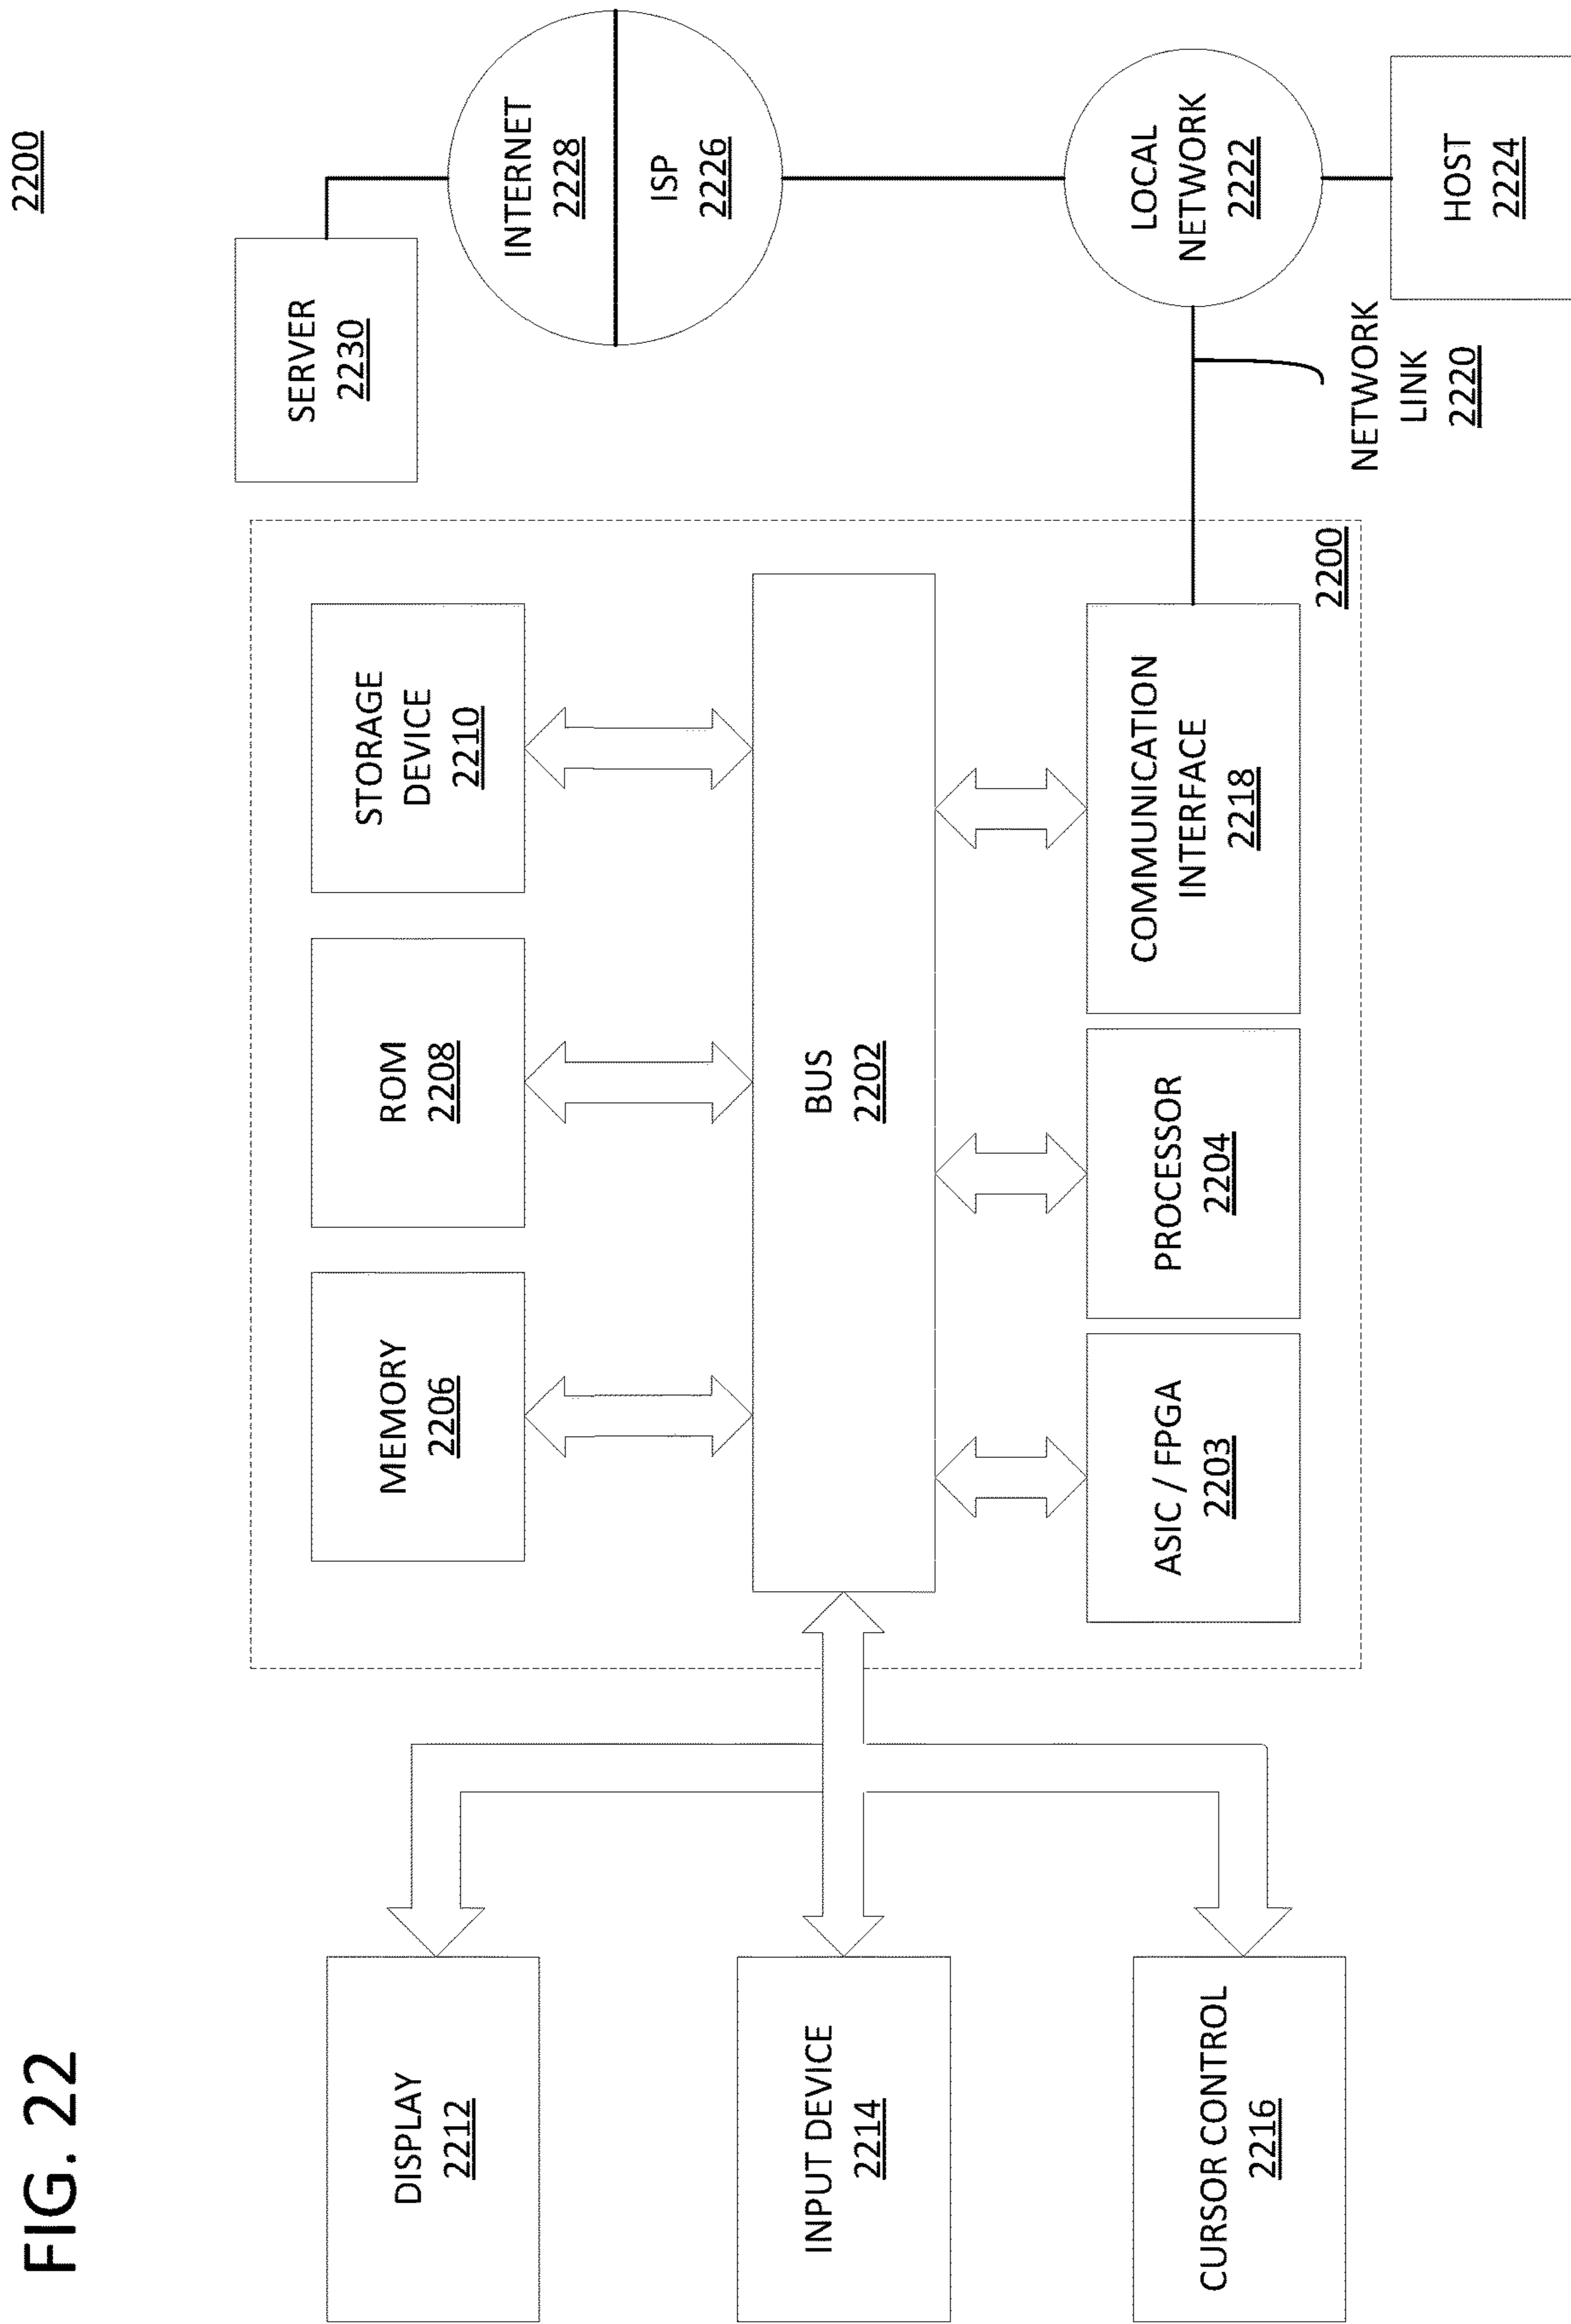 FIG. 22
2200
DISPLAY
2212
INPUT DEVICE
2214
CURSOR CONTROL
2216
MEMORY
2206
ROM
2208
STORAGE
DEVICE
2210
BUS
2202
ASIC / FPGA
2203
PROCESSOR
2204
COMMUNICATION
INTERFACE
2218
2200
SERVER
2230
INTERNET
2228
ISP
2226
LOCAL
NETWORK
2222
NETWORK
LINK
2220
HOST
2224